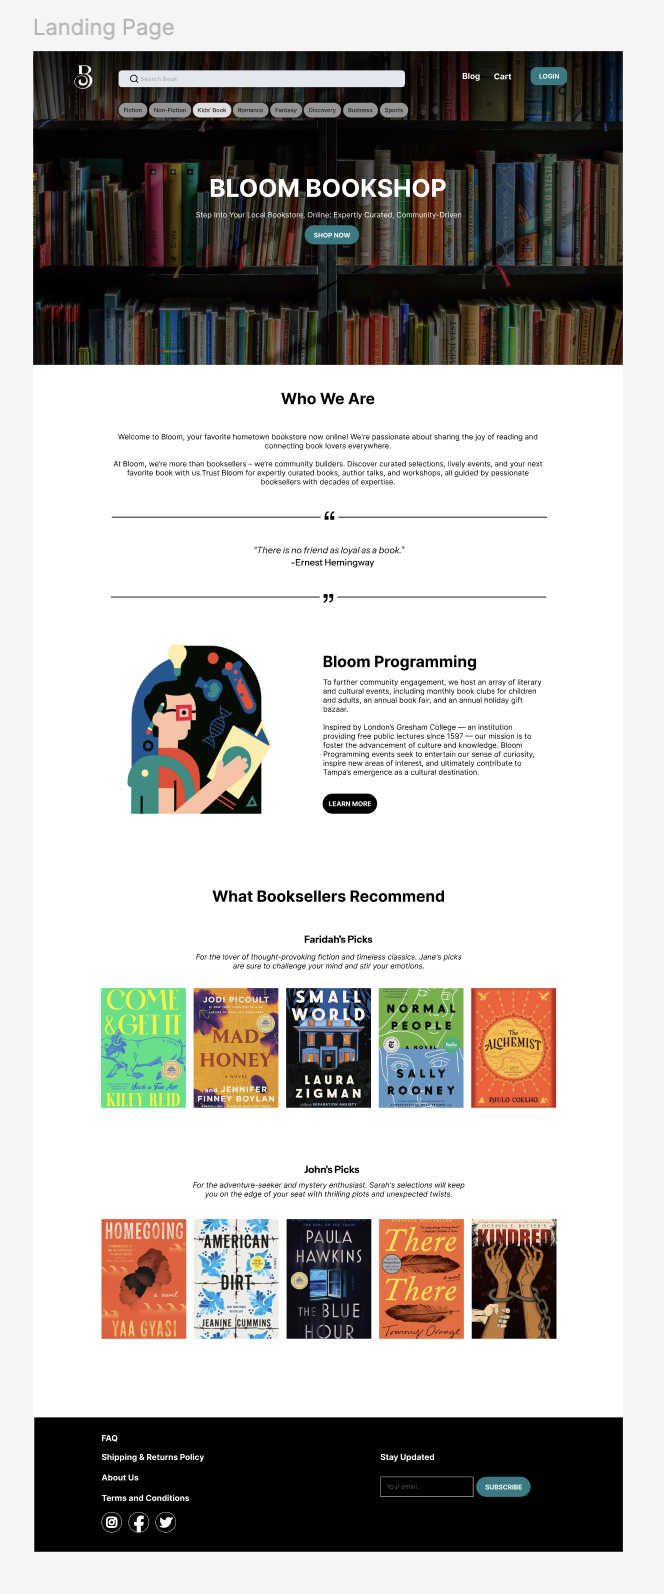 Landing Page
B
Search Book
Blog
Cart
LOGIN
Fiction
Non-Fiction
Kids' Book
Romance
Fantasy
Discovery
Business
Sports
BLOOM BOOKSHOP
Step Into Your Local Bookstore, Online: Expertly Curated, Community-Driven
SHOP NOW
Who We Are
Welcome to Bloom, your favorite hometown bookstore now online! We're passionate about sharing the joy of reading and
connecting book lovers everywhere.
At Bloom, we're more than booksellers – we're community builders. Discover curated selections, lively events, and your next
favorite book with us.Trust Bloom for expertly curated books, author talks, and workshops, all guided by passionate
booksellers with decades of expertise.
“
“There is no friend as loyal as a book.”
-Ernest Hemingway
”
Bloom Programming
To further community engagement, we host an array of literary
and cultural events, including monthly book clubs for children
and adults, an annual book fair, and an annual holiday gift
bazaar.
Inspired by London's Gresham College — an institution
providing free public lectures since 1597 — our mission is to
foster the advancement of culture and knowledge. Bloom
Programming events seek to entertain our sense of curiosity,
inspire new areas of interest, and ultimately contribute to
Tampa's emergence as a cultural destination.
LEARN MORE
What Booksellers Recommend
Faridah's Picks
For the lover of thought-provoking fiction and timeless classics. Jane's picks
are sure to challenge your mind and stir your emotions.
COME
& GET IT
Such a Fun Age
KILEY REID
JODI PICOULT
MAD
HONEY
A NOVEL
and JENNIFER
FINNEY BOYLAN
SMALL
WORLD
LAURA
ZIGMAN
SEPARATION ANXIETY
NORMAL
PEOPLE
A NOVEL
hulu
SALLY
ROONEY
The
ALCHEMIST
PAULO COELHO
John's Picks
For the adventure-seeker and mystery enthusiast. Sarah's selections will keep
you on the edge of your seat with thrilling plots and unexpected twists.
HOMEGOING
a novel
YAA GYASI
AMERICAN
DIRT
JEANINE CUMMINS
THE GIRL ON THE TRAIN
PAULA
HAWKINS
THE BLUE
HOUR
There
There
a novel
Tommy Orange
OCTAVIA E. BUTLER'S
KINDRED
FAQ
Shipping & Returns Policy
About Us
Terms and Conditions
Stay Updated
Your email...
SUBSCRIBE